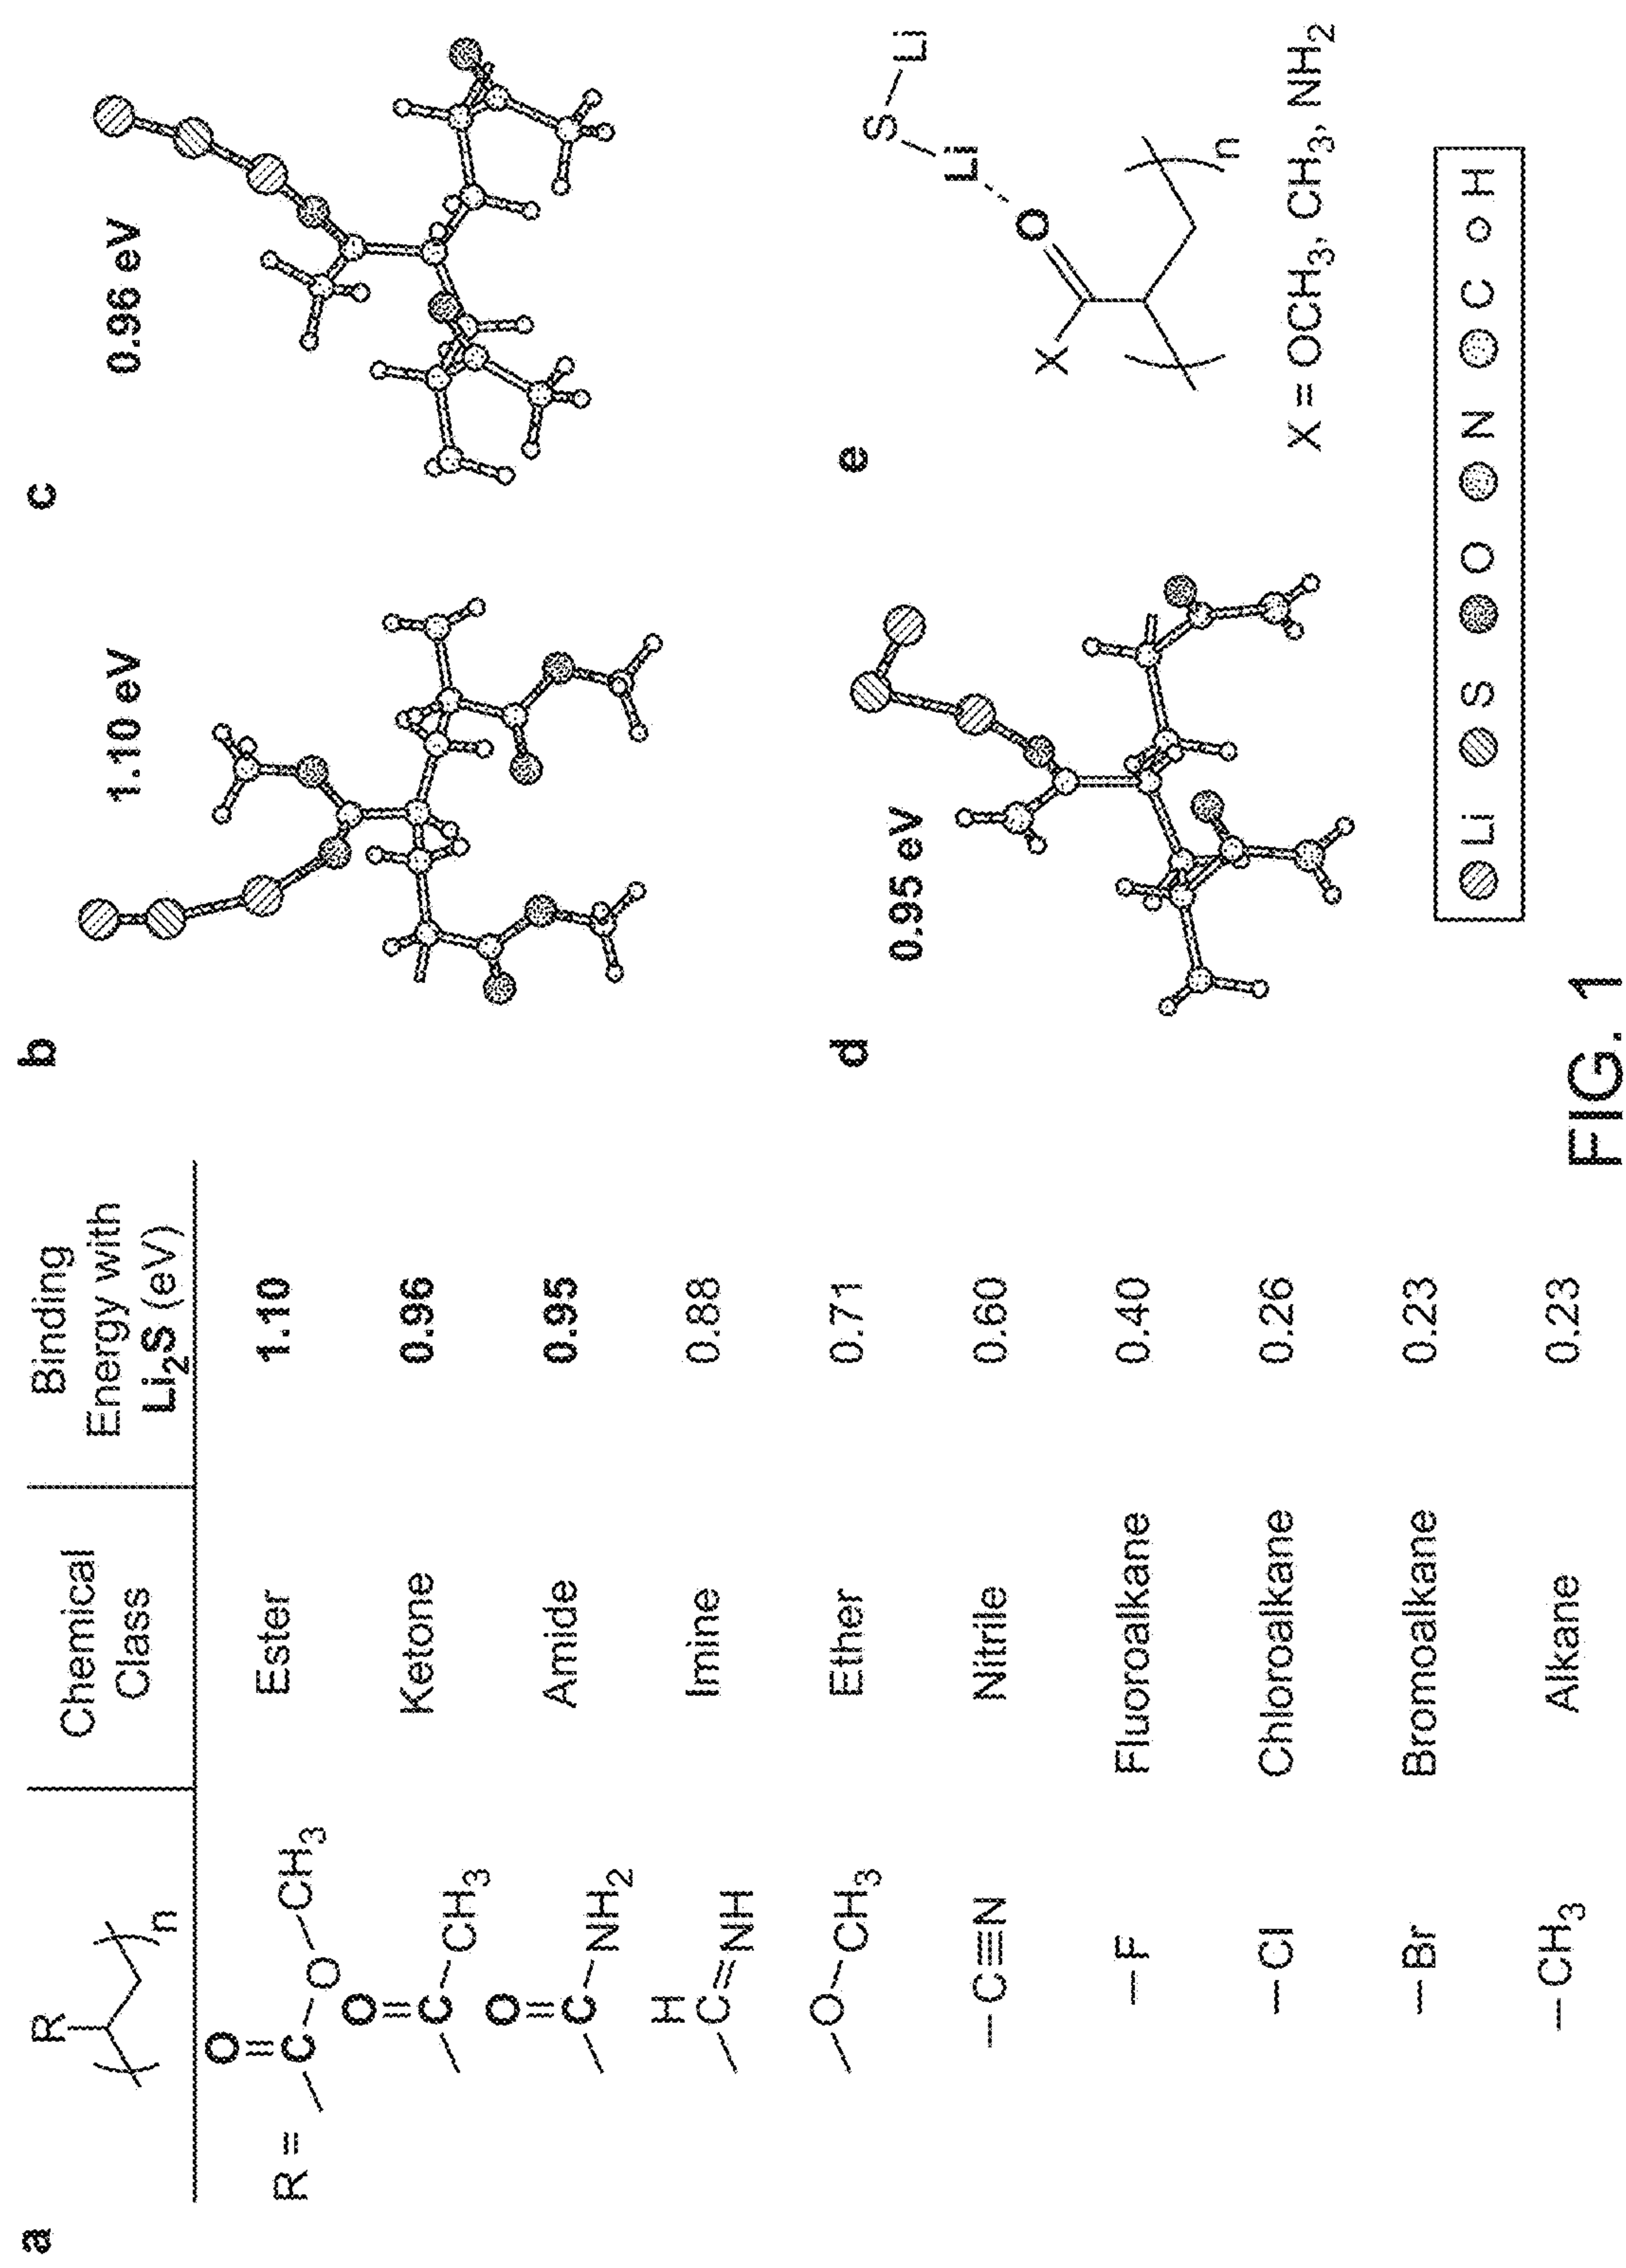 a
R
n
Chemical
Class
Binding
Energy with
Li2S (eV)
R = O C O CH3 Ester 1.10
O C CH3 Ketone 0.96
O C NH2 Amide 0.95
H C NH Imine 0.88
O CH3 Ether 0.71
C≡N Nitrile 0.60
–F Fluoroalkane 0.40
–Cl Chloroalkane 0.26
–Br Bromoalkane 0.23
–CH3 Alkane 0.23
b
1.10 eV
c
0.96 eV
d
0.95 eV
e
S
Li
Li
O
X
n
X = OCH3, CH3, NH2
Li S O N C H
FIG. 1